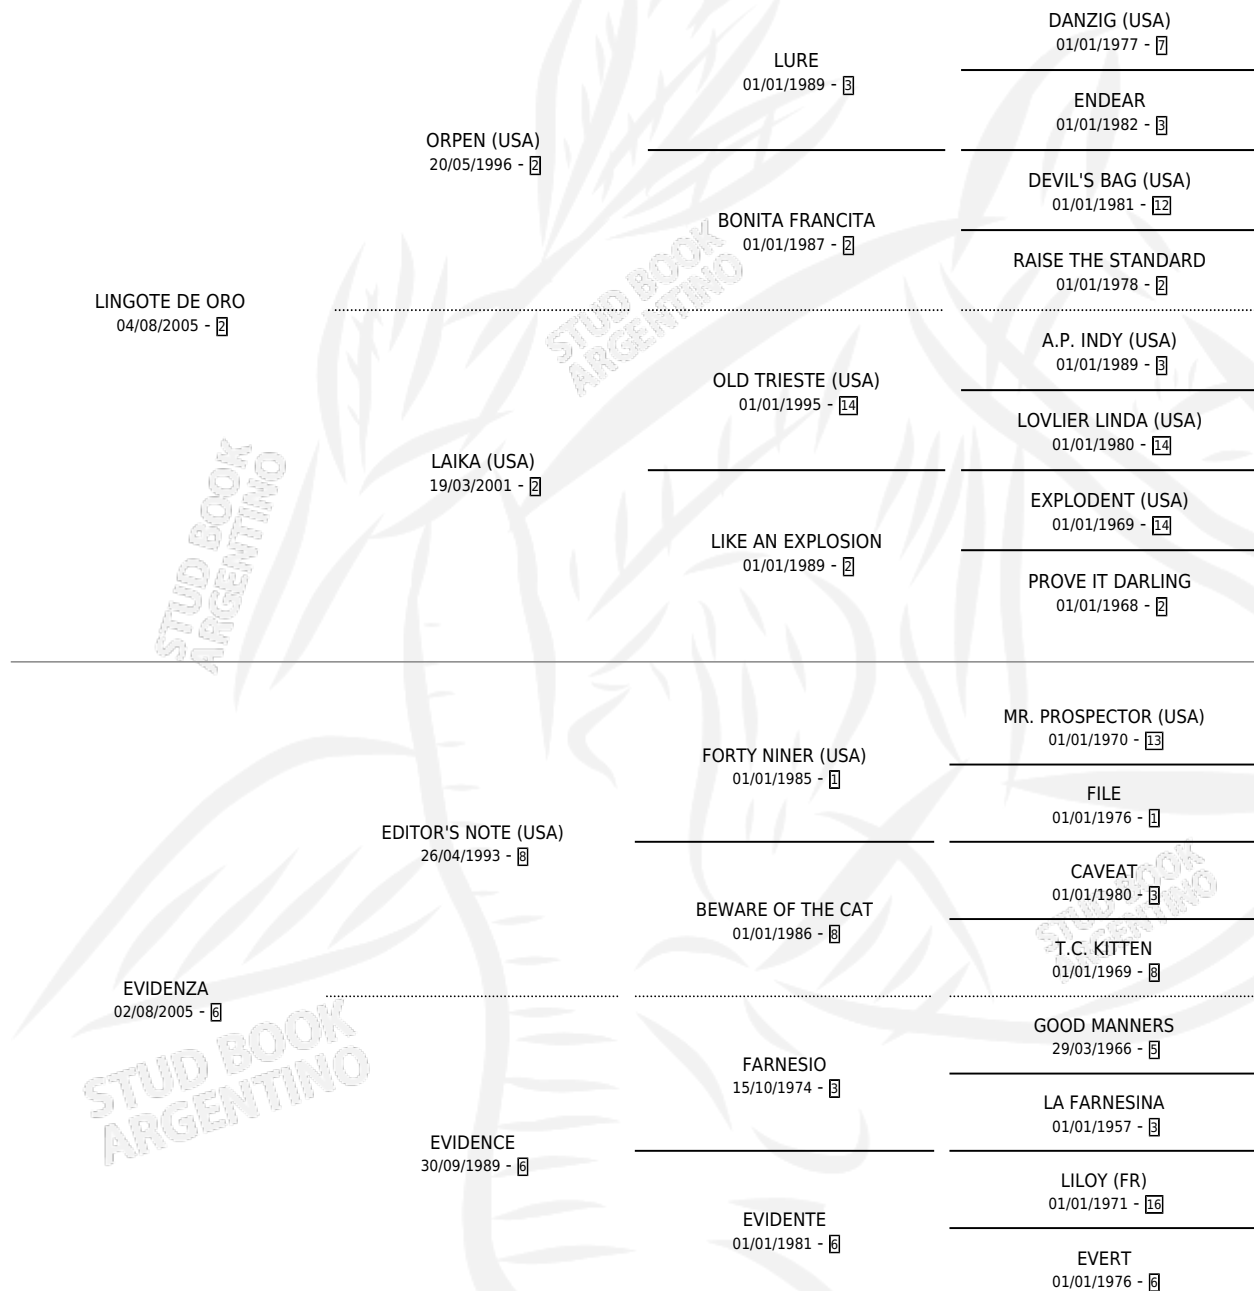 DANZIG (USA)
01/01/1977 - 7
LURE
01/01/1989 - 3
ENDEAR
01/01/1982 - 3
ORPEN (USA)
20/05/1996 - 2
DEVIL'S BAG (USA)
01/01/1981 - 12
BONITA FRANCITA
01/01/1987 - 2
RAISE THE STANDARD
01/01/1978 - 2
LINGOTE DE ORO
04/08/2005 - 2
STUD BOOK
ARGENTINO
A.P. INDY (USA)
01/01/1989 - 3
OLD TRIESTE (USA)
01/01/1995 - 14
LOVLIER LINDA (USA)
01/01/1980 - 14
LAIKA (USA)
19/03/2001 - 2
EXPLODENT (USA)
01/01/1969 - 14
LIKE AN EXPLOSION
01/01/1989 - 2
PROVE IT DARLING
01/01/1968 - 2
STUD BOOK
ARGENTINO
MR. PROSPECTOR (USA)
01/01/1970 - 13
FORTY NINER (USA)
01/01/1985 - 1
FILE
01/01/1976 - 1
EDITOR'S NOTE (USA)
26/04/1993 - 8
CAVEAT
01/01/1980 - 3
BEWARE OF THE CAT
01/01/1986 - 8
STUD BOOK
ARGENTINO
T.C. KITTEN
01/01/1969 - 8
EVIDENZA
02/08/2005 - 6
STUD BOOK
ARGENTINO
GOOD MANNERS
29/03/1966 - 5
FARNESIO
15/10/1974 - 3
LA FARNESINA
01/01/1957 - 3
EVIDENCE
30/09/1989 - 6
LILOY (FR)
01/01/1971 - 16
EVIDENTE
01/01/1981 - 6
EVERT
01/01/1976 - 6